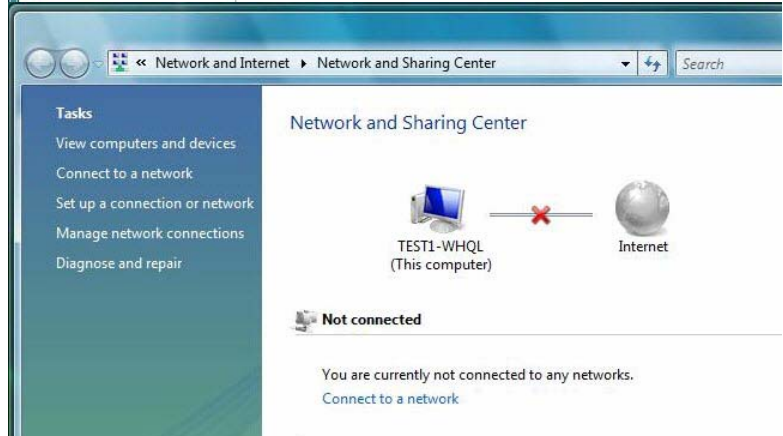 « Network and Internet ▸ Network and Sharing Center
Search
Tasks
View computers and devices
Connect to a network
Set up a connection or network
Manage network connections
Diagnose and repair
Network and Sharing Center
TEST1-WHQL
(This computer)
Internet
Not connected
You are currently not connected to any networks.
Connect to a network